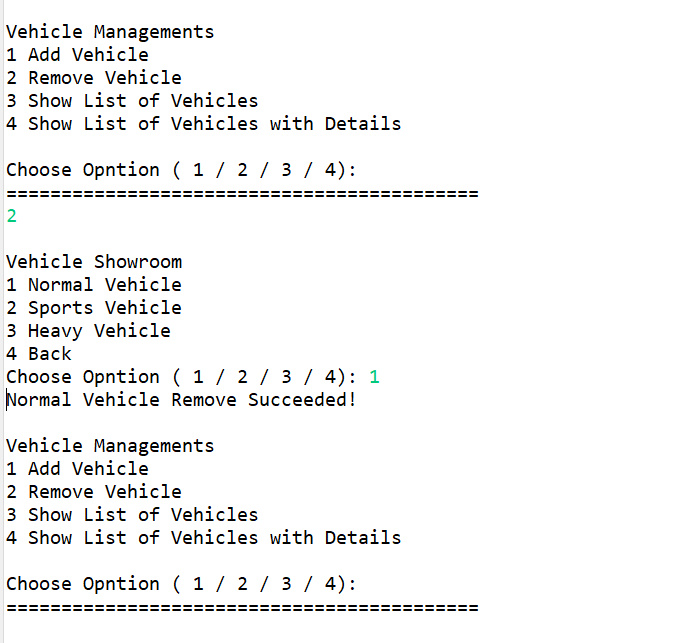 Vehicle Managements
1 Add Vehicle
2 Remove Vehicle
3 Show List of Vehicles
4 Show List of Vehicles with Details
Choose Opntion ( 1 / 2 / 3 / 4):
===========================================
2
Vehicle Showroom
1 Normal Vehicle
2 Sports Vehicle
3 Heavy Vehicle
4 Back
Choose Opntion ( 1 / 2 / 3 / 4): 1
Normal Vehicle Remove Succeeded!
Vehicle Managements
1 Add Vehicle
2 Remove Vehicle
3 Show List of Vehicles
4 Show List of Vehicles with Details
Choose Opntion ( 1 / 2 / 3 / 4):
===========================================